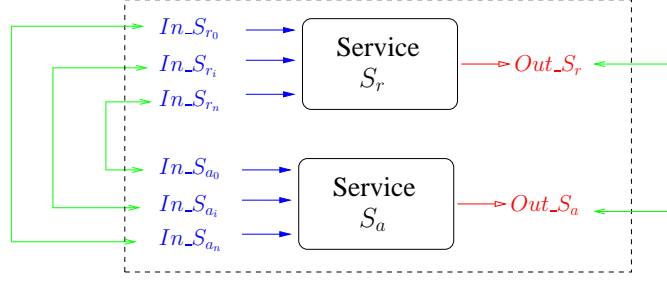 In_S_{r_0}
In_S_{r_i}
In_S_{r_n}
Service
S_r
Out_S_r
In_S_{a_0}
In_S_{a_i}
In_S_{a_n}
Service
S_a
Out_S_a